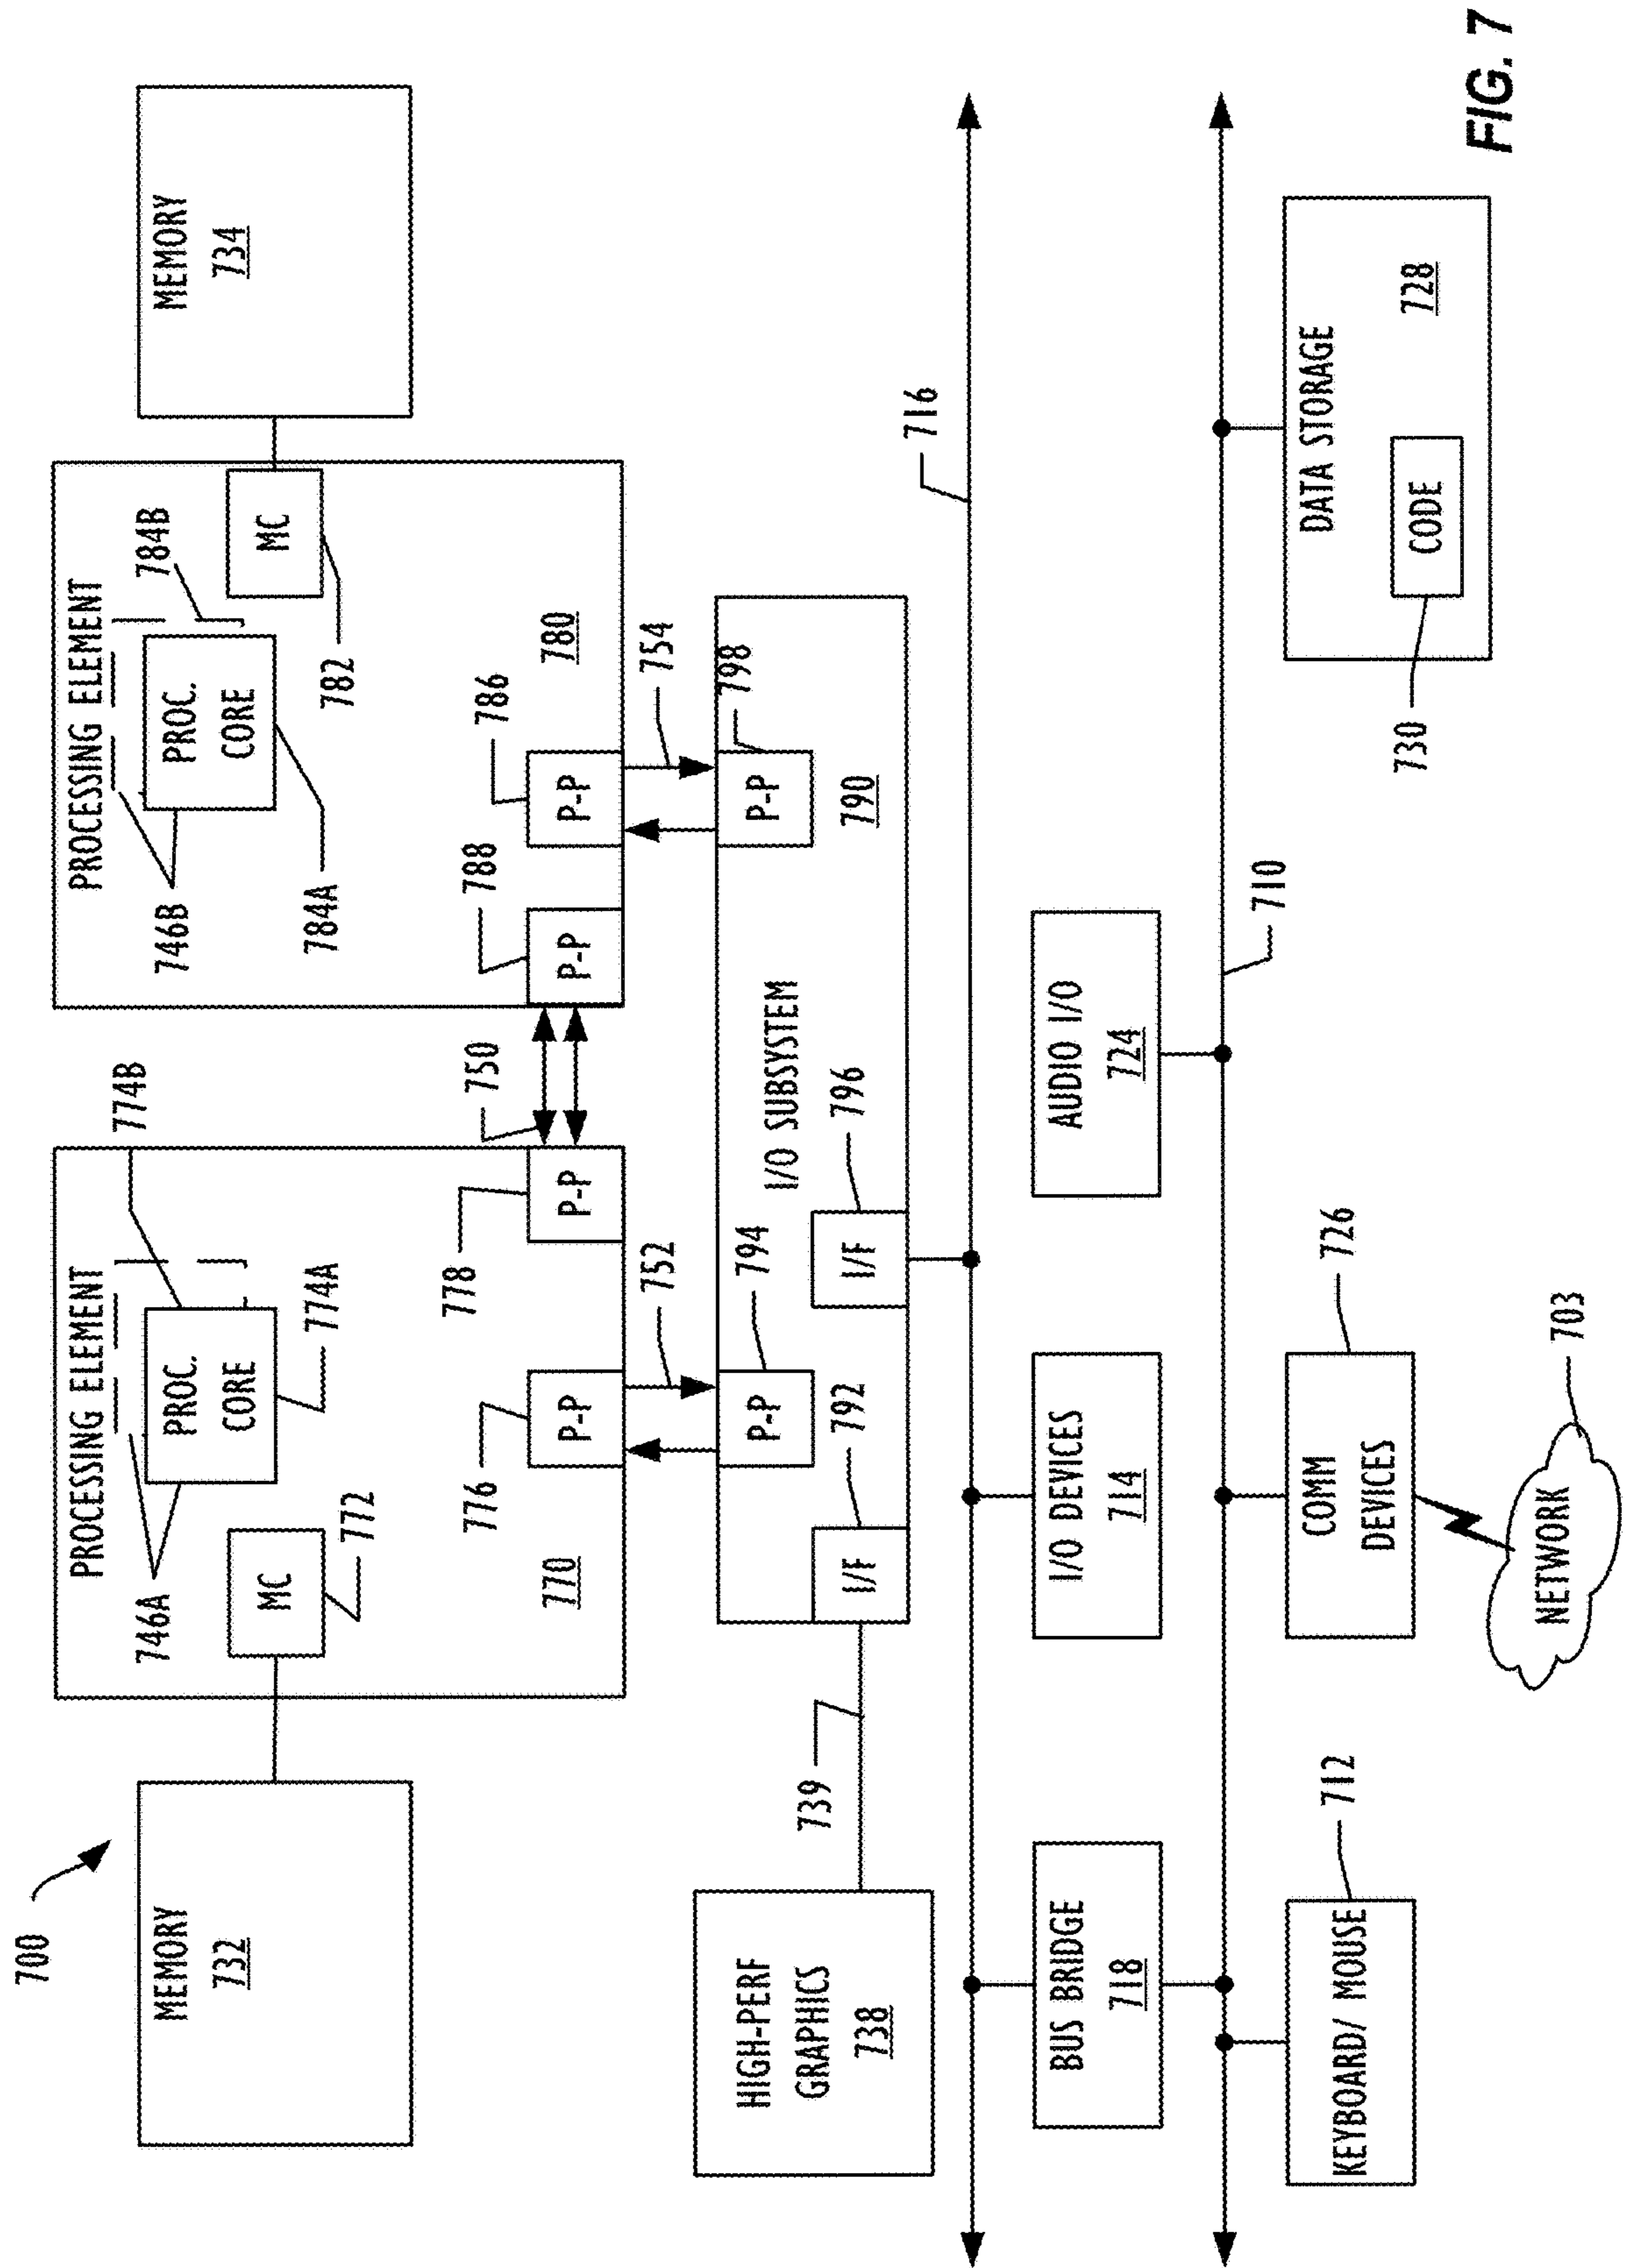 700
MEMORY
732
746A
PROCESSING ELEMENT
PROC.
CORE
MC
772
774A
774B
770
776
P-P
778
P-P
750
746B
PROCESSING ELEMENT
PROC.
CORE
784A
784B
MC
782
780
788
P-P
786
P-P
MEMORY
734
752
754
HIGH-PERF
GRAPHICS
738
739
I/F
792
P-P
794
I/F
796
I/O SUBSYSTEM
P-P
798
790
716
BUS BRIDGE
718
I/O DEVICES
714
AUDIO I/O
724
710
KEYBOARD/ MOUSE
712
COMM
DEVICES
726
NETWORK
703
DATA STORAGE
728
CODE
730
FIG. 7